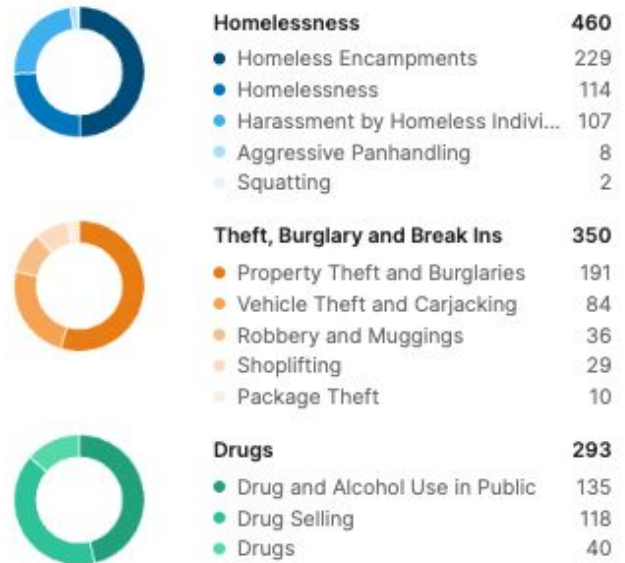 Homelessness 460
Homeless Encampments 229
Homelessness 114
Harassment by Homeless Indivi... 107
Aggressive Panhandling 8
Squatting 2
Theft, Burglary and Break Ins 350
Property Theft and Burglaries 191
Vehicle Theft and Carjacking 84
Robbery and Muggings 36
Shoplifting 29
Package Theft 10
Drugs 293
Drug and Alcohol Use in Public 135
Drug Selling 118
Drugs 40